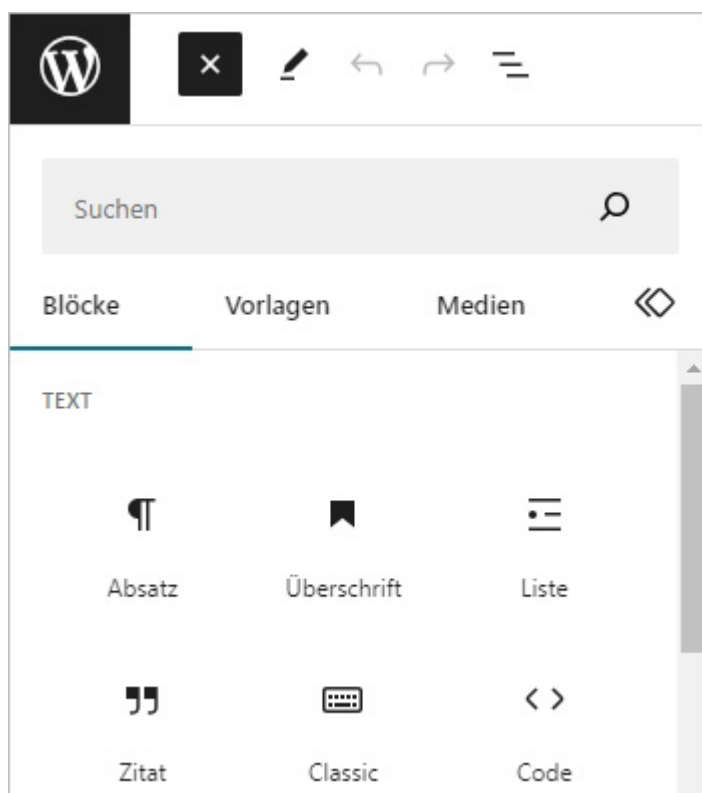 Suchen
Blöcke Vorlagen Medien
TEXT
Absatz Überschrift Liste
Zitat Classic Code